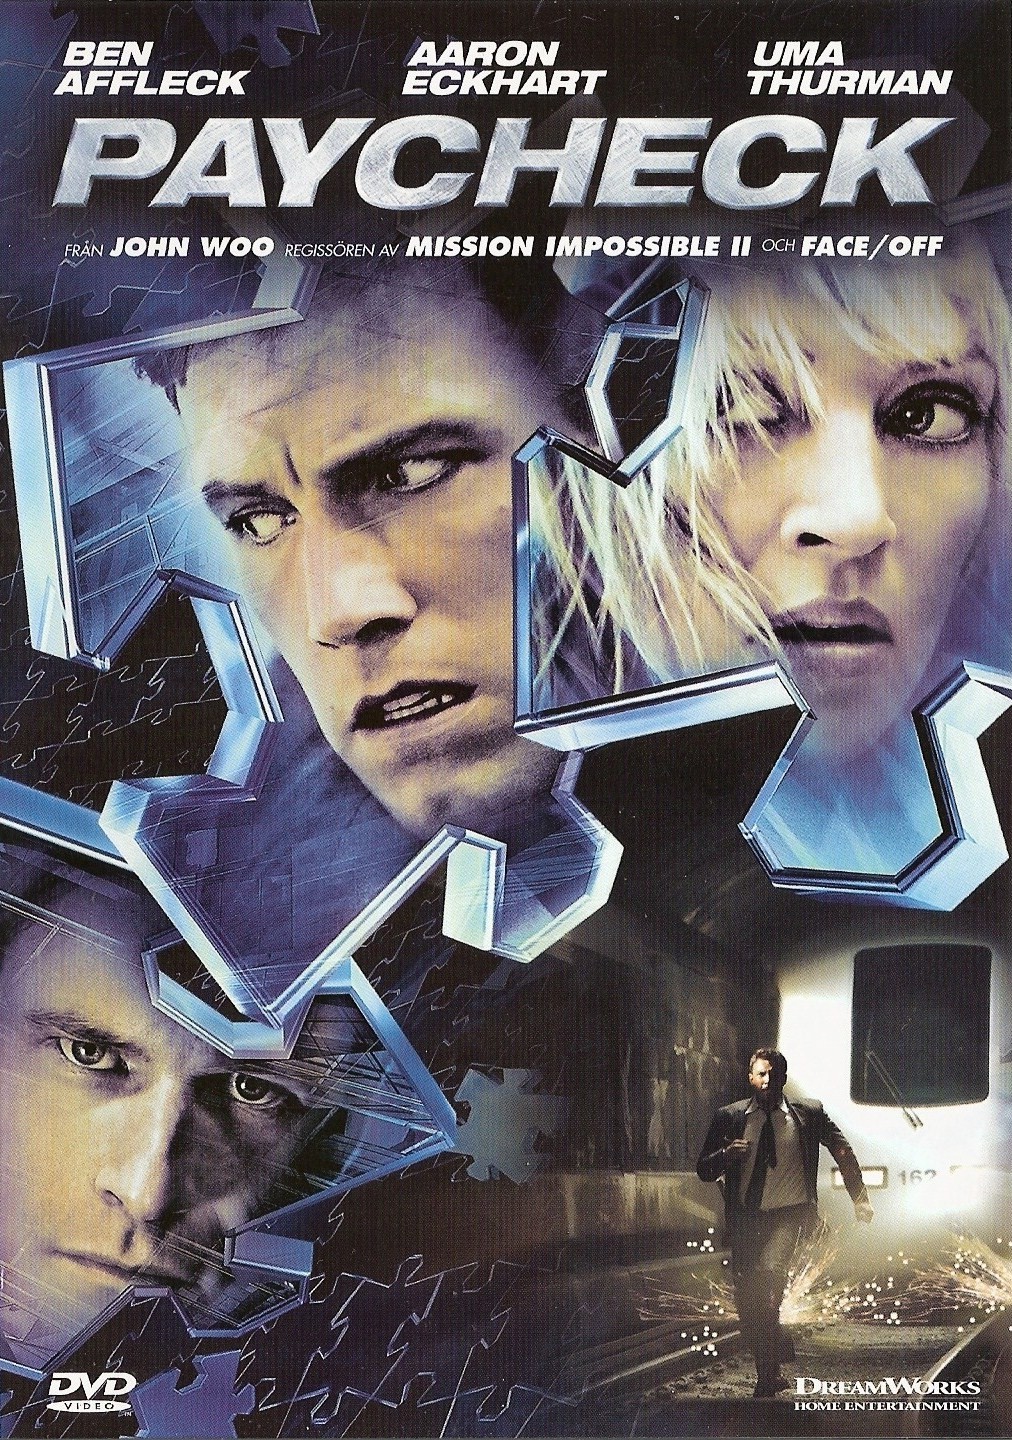 BEN AFFLECK
AARON ECKHART
UMA THURMAN
PAYCHECK
FRÅN JOHN WOO REGISSÖREN AV MISSION IMPOSSIBLE II OCH FACE/OFF
162
DVD
VIDEO
DREAMWORKS
HOME ENTERTAINMENT